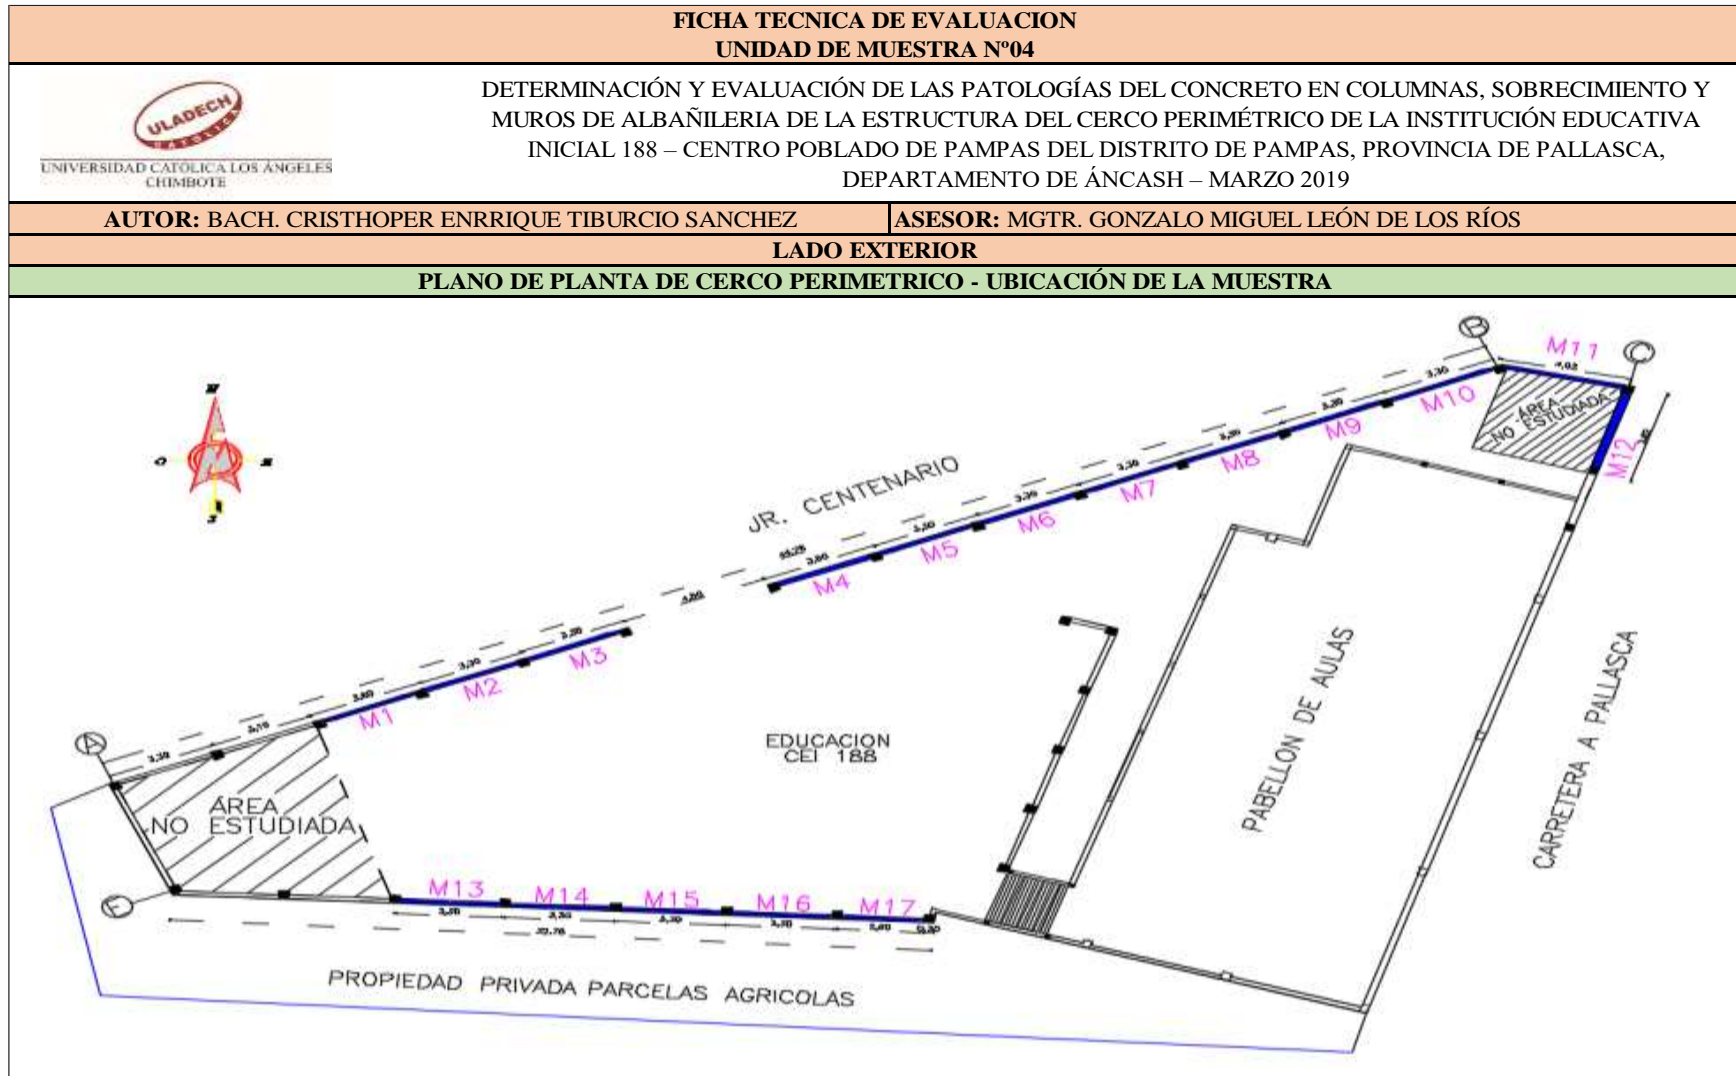 FICHA TECNICA DE EVALUACION
UNIDAD DE MUESTRA Nº04
ULADECH
CATOLICA
UNIVERSIDAD CATÓLICA LOS ÁNGELES
CHIMBOTE
DETERMINACIÓN Y EVALUACIÓN DE LAS PATOLOGÍAS DEL CONCRETO EN COLUMNAS, SOBRECIMIENTO Y
MUROS DE ALBAÑILERIA DE LA ESTRUCTURA DEL CERCO PERIMÉTRICO DE LA INSTITUCIÓN EDUCATIVA
INICIAL 188 – CENTRO POBLADO DE PAMPAS DEL DISTRITO DE PAMPAS, PROVINCIA DE PALLASCA,
DEPARTAMENTO DE ÁNCASH – MARZO 2019
AUTOR: BACH. CRISTHOPER ENRRIQUE TIBURCIO SANCHEZ
ASESOR: MGTR. GONZALO MIGUEL LEÓN DE LOS RÍOS
LADO EXTERIOR
PLANO DE PLANTA DE CERCO PERIMETRICO - UBICACIÓN DE LA MUESTRA
B
M11
C
M10
ÁREA
NO ESTUDIADA
M12
M9
M8
M7
M6
M5
M4
JR. CENTENARIO
M3
M2
M1
A
EDUCACION
CEI 188
PABELLON DE AULAS
CARRETERA A PALLASCA
ÁREA
NO ESTUDIADA
F
M13
M14
M15
M16
M17
PROPIEDAD PRIVADA PARCELAS AGRICOLAS